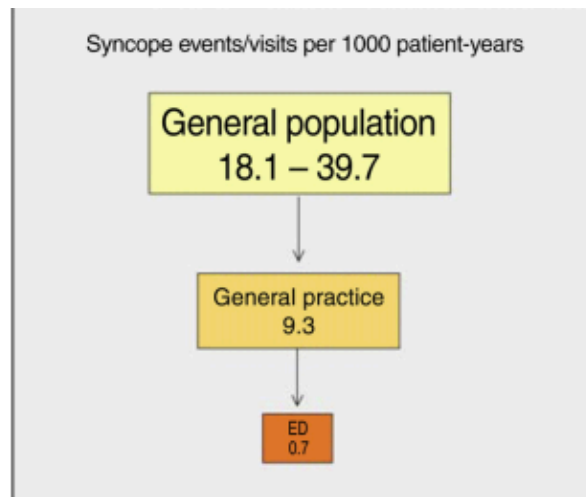 Syncope events/visits per 1000 patient-years
General population
18.1 – 39.7
General practice
9.3
ED
0.7